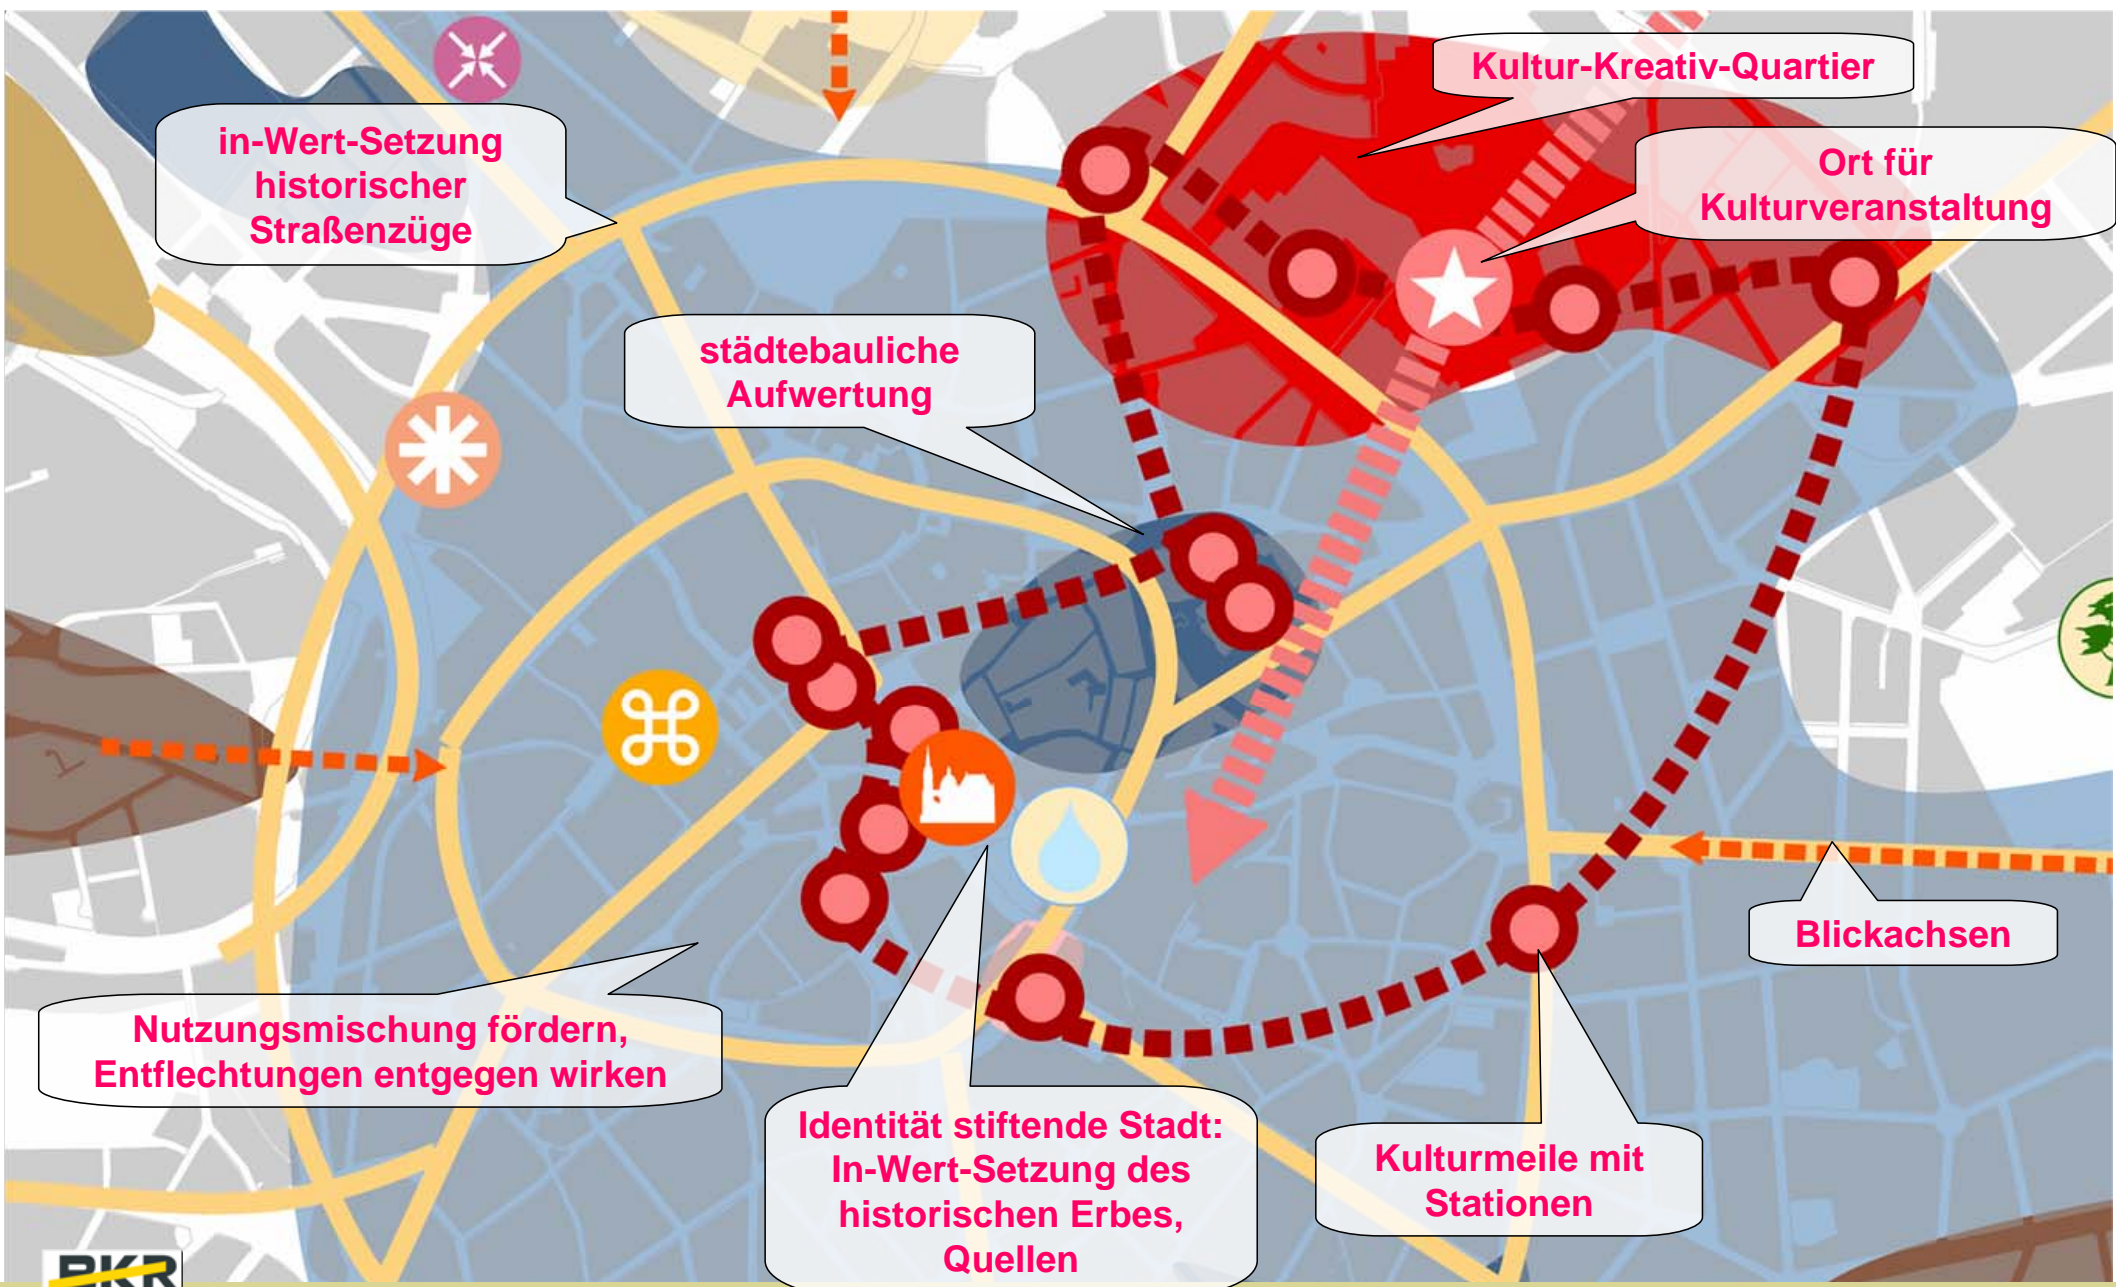 Kultur-Kreativ-Quartier
in-Wert-Setzung
historischer
Straßenzüge
Ort für
Kulturveranstaltung
städtebauliche
Aufwertung
Blickachsen
Nutzungsmischung fördern,
Entflechtungen entgegen wirken
Identität stiftende Stadt:
In-Wert-Setzung des
historischen Erbes,
Quellen
Kulturmeile mit
Stationen
BKR